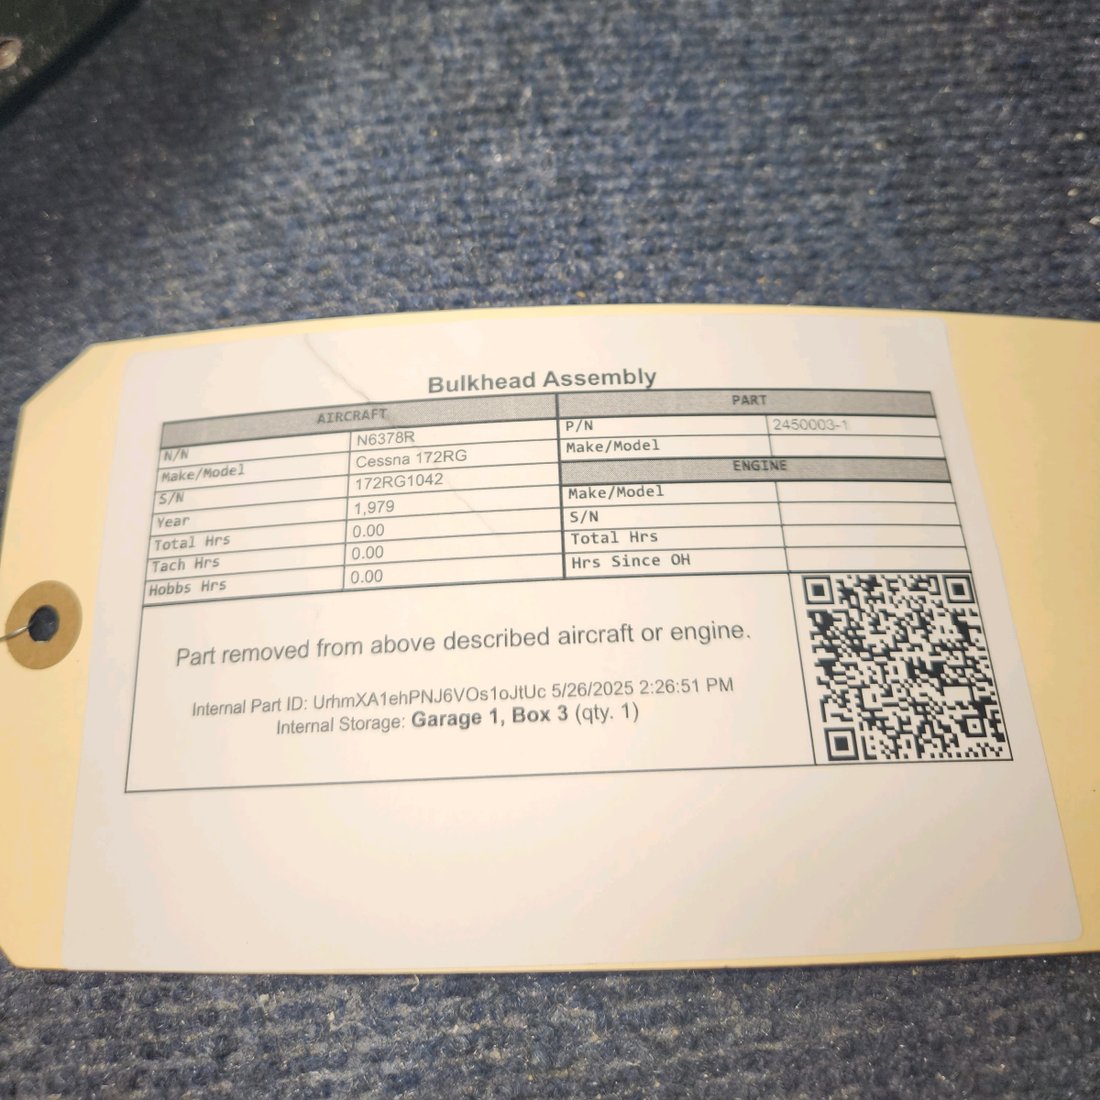 Bulkhead Assembly
AIRCRAFT
N/N N6378R
Make/Model Cessna 172RG
S/N 172RG1042
Year 1,979
Total Hrs 0.00
Tach Hrs 0.00
Hobbs Hrs 0.00
PART
P/N 2450003-1
Make/Model
ENGINE
Make/Model
S/N
Total Hrs
Hrs Since OH
Part removed from above described aircraft or engine.
Internal Part ID: UrhmXA1ehPNJ6VOs1oJtUc 5/26/2025 2:26:51 PM
Internal Storage: Garage 1, Box 3 (qty. 1)